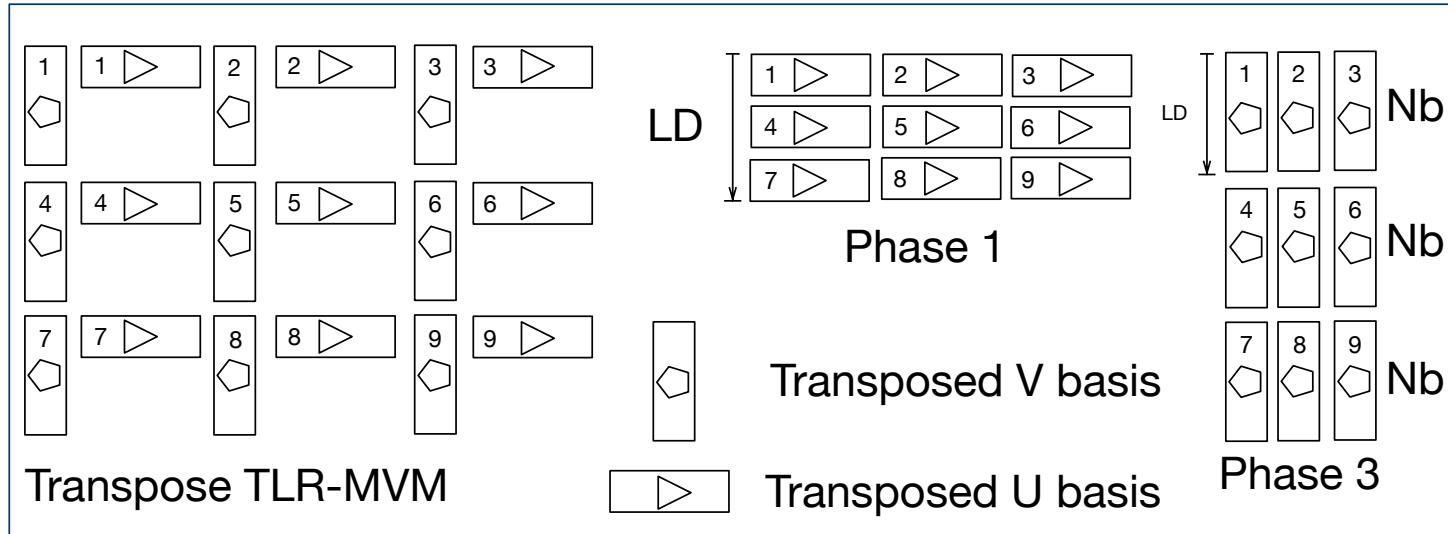 1 1 2 2 3 3
4 4 5 5 6 6
7 7 8 8 9 9
Transpose TLR-MVM
LD
1 2 3
4 5 6
7 8 9
Phase 1
Transposed V basis
Transposed U basis
LD
1 2 3 Nb
4 5 6 Nb
7 8 9 Nb
Phase 3